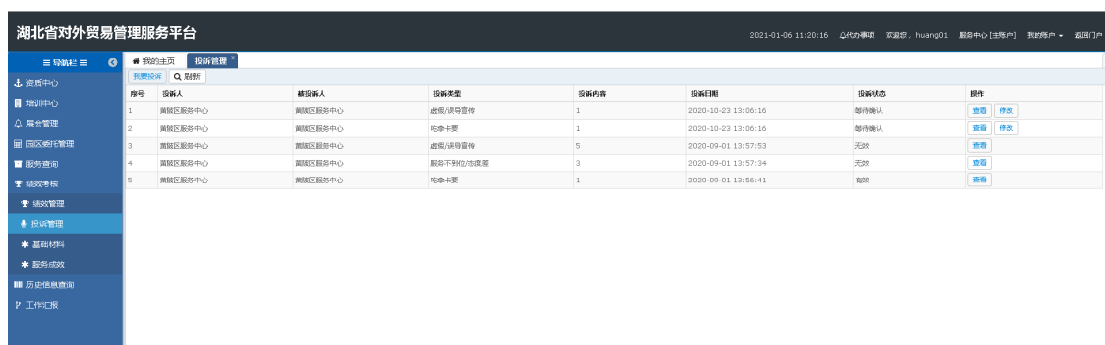 湖北省对外贸易管理服务平台
2021-01-06 11:20:16 代办事项 欢迎您，huang01 服务中心[主账户] 我的账户 返回门户
导航栏 我的主页 投诉管理 ×
我要投诉 刷新
资质中心
培训中心
展会管理
园区委托管理
服务查询
绩效考核
绩效管理
投诉管理
基础材料
服务成效
历史信息查询
工作汇报
序号 投诉人 被投诉人 投诉类型 投诉内容 投诉日期 投诉状态 操作
1 黄陂区服务中心 黄陂区服务中心 虚假/误导宣传 1 2020-10-23 13:06:16 等待确认 查看 修改
2 黄陂区服务中心 黄陂区服务中心 吃拿卡要 1 2020-10-23 13:06:16 等待确认 查看 修改
3 黄陂区服务中心 黄陂区服务中心 虚假/误导宣传 5 2020-09-01 13:57:53 无效 查看
4 黄陂区服务中心 黄陂区服务中心 服务不到位/态度差 3 2020-09-01 13:57:34 无效 查看
5 黄陂区服务中心 黄陂区服务中心 吃拿卡要 1 2020-09-01 13:56:41 有效 查看